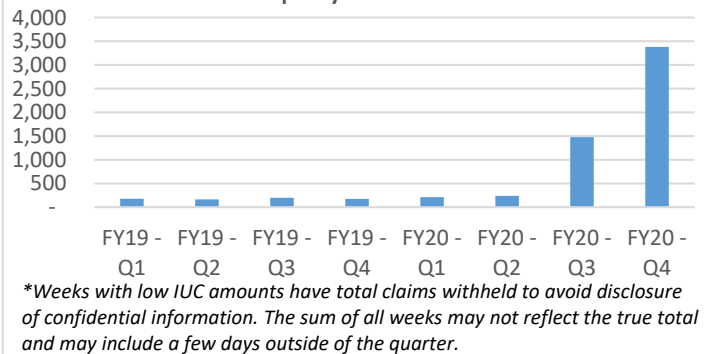 4,000
3,500
3,000
2,500
2,000
1,500
1,000
500
-
FY19 - FY19 - FY19 - FY19 - FY20 - FY20 - FY20 - FY20 -
Q1 Q2 Q3 Q4 Q1 Q2 Q3 Q4
*Weeks with low IUC amounts have total claims withheld to avoid disclosure
of confidential information. The sum of all weeks may not reflect the true total
and may include a few days outside of the quarter.